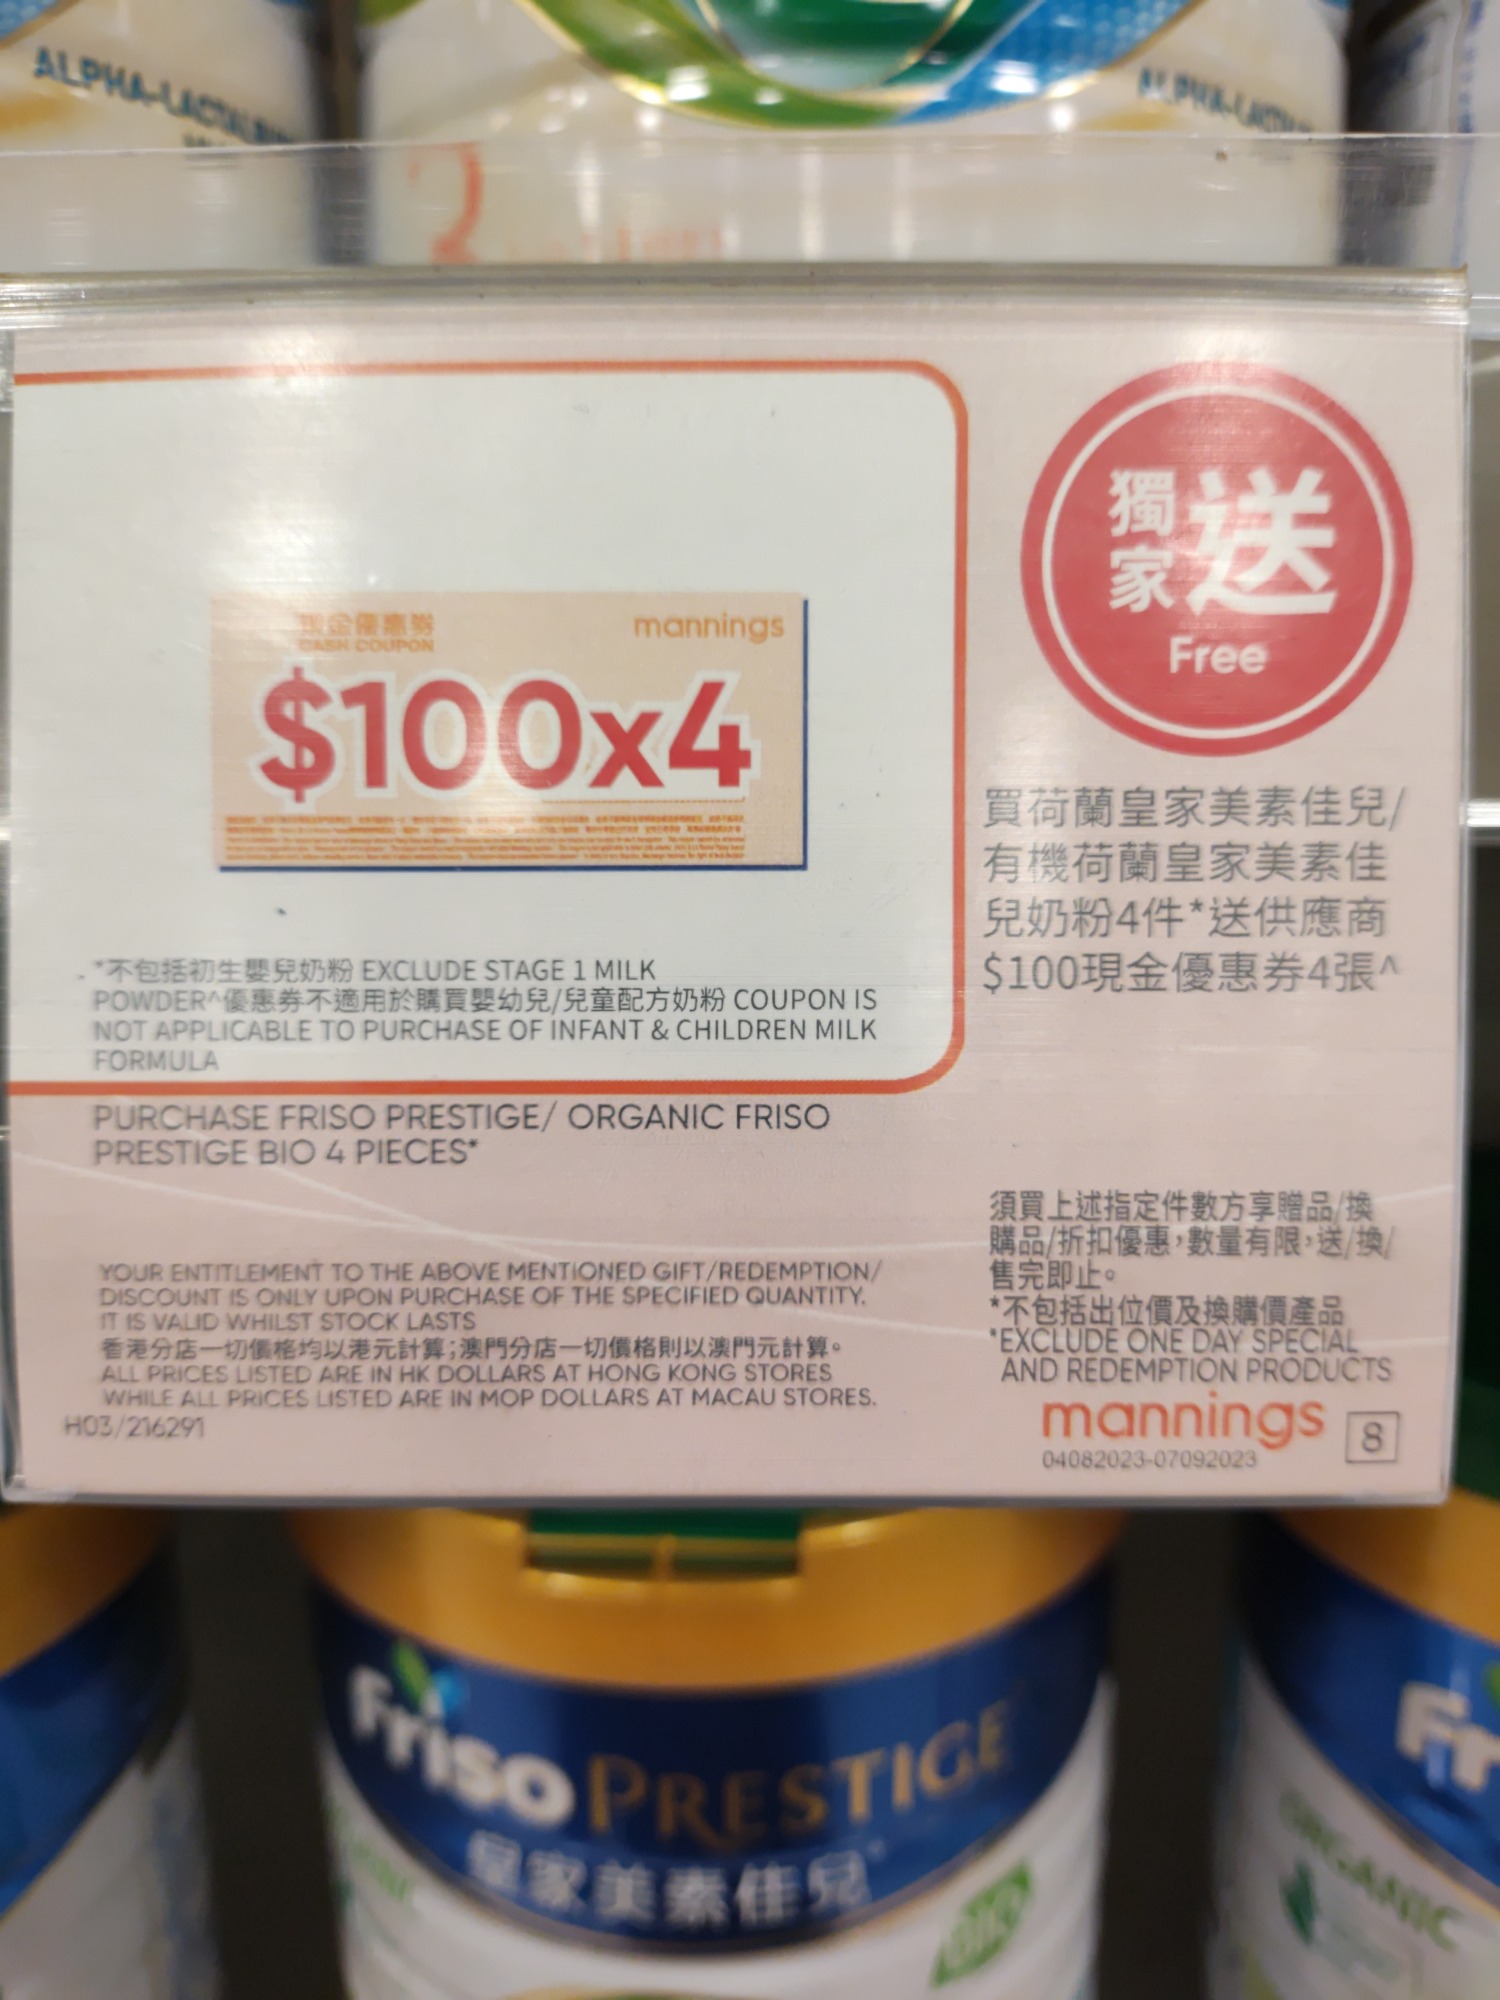 ALPHA-LACTALBUMIN
ALPHA-LACTALBUMIN
獨家 送
Free
現金優惠券
CASH COUPON
mannings
$100x4
買荷蘭皇家美素佳兒/
有機荷蘭皇家美素佳
兒奶粉4件*送供應商
$100現金優惠券4張^
*不包括初生嬰兒奶粉 EXCLUDE STAGE 1 MILK
POWDER^優惠券不適用於購買嬰幼兒/兒童配方奶粉 COUPON IS
NOT APPLICABLE TO PURCHASE OF INFANT & CHILDREN MILK
FORMULA
PURCHASE FRISO PRESTIGE/ ORGANIC FRISO
PRESTIGE BIO 4 PIECES*
YOUR ENTITLEMENT TO THE ABOVE MENTIONED GIFT/REDEMPTION/
DISCOUNT IS ONLY UPON PURCHASE OF THE SPECIFIED QUANTITY.
IT IS VALID WHILST STOCK LASTS
香港分店一切價格均以港元計算;澳門分店一切價格則以澳門元計算。
ALL PRICES LISTED ARE IN HK DOLLARS AT HONG KONG STORES
WHILE ALL PRICES LISTED ARE IN MOP DOLLARS AT MACAU STORES.
H03/216291
須買上述指定件數方享贈品/換
購品/折扣優惠,數量有限,送/換/
售完即止。
*不包括出位價及換購價產品
*EXCLUDE ONE DAY SPECIAL
AND REDEMPTION PRODUCTS
mannings
04082023-07092023
8
Friso PRESTIGE
皇家美素佳兒
BIO
ORGANIC